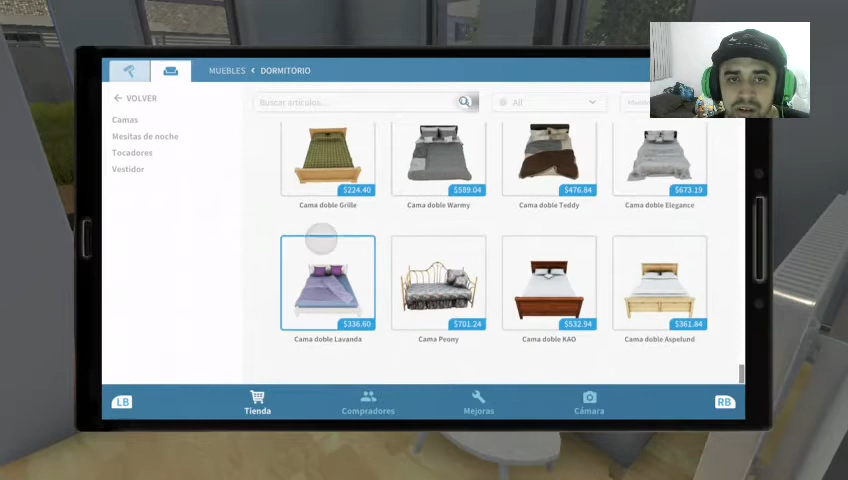 MUEBLES < DORMITORIO
VOLVER
Camas
Mesitas de noche
Tocadores
Vestidor
Buscar artículos...
All
$224.40
$589.04
$476.84
$673.19
Cama doble Grille
Cama doble Warmy
Cama doble Teddy
Cama doble Elegance
$336.60
$701.24
$532.94
$361.84
Cama doble Lavanda
Cama Peony
Cama doble KAO
Cama doble Aspelund
LB
Tienda
Compradores
Mejoras
Cámara
RB